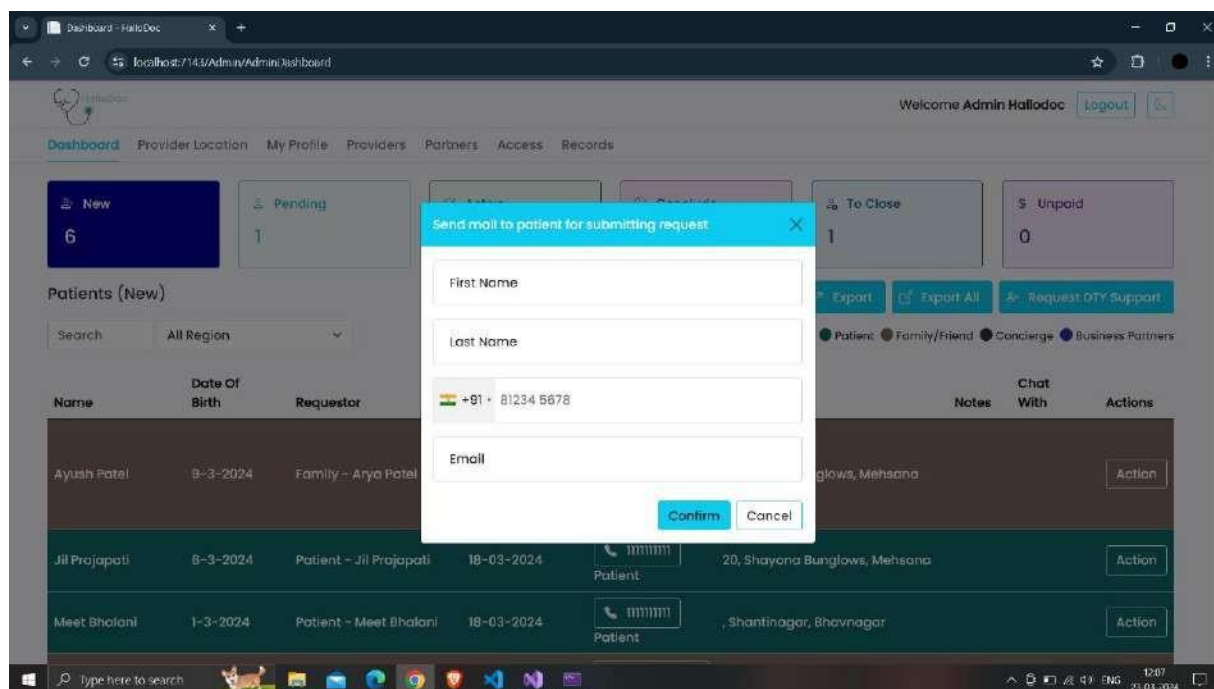 Dashboard - HalloDoc
localhost:7143/Admin/AdminDashboard
HalloDoc
Welcome Admin Hallodoc Logout
Dashboard Provider Location My Profile Providers Partners Access Records
New Pending To Close $ Unpaid
6 1 1 0
Send mail to patient for submitting request
First Name
Last Name
+91 81234 5678
Email
Confirm Cancel
Patients (New) Export Export All Request DTY Support
Search All Region Patient Family/Friend Concierge Business Partners
Name Date Of Birth Requestor Notes Chat With Actions
Ayush Patel 9-3-2024 Family - Arya Patel glows, Mehsana Action
Jil Prajapati 8-3-2024 Patient - Jil Prajapati 18-03-2024 Patient 20, Shayona Bunglows, Mehsana Action
Meet Bhalani 1-3-2024 Patient - Meet Bhalani 18-03-2024 Patient , Shantinagar, Bhavnagar Action
Type here to search ENG 12:07
23-03-2024